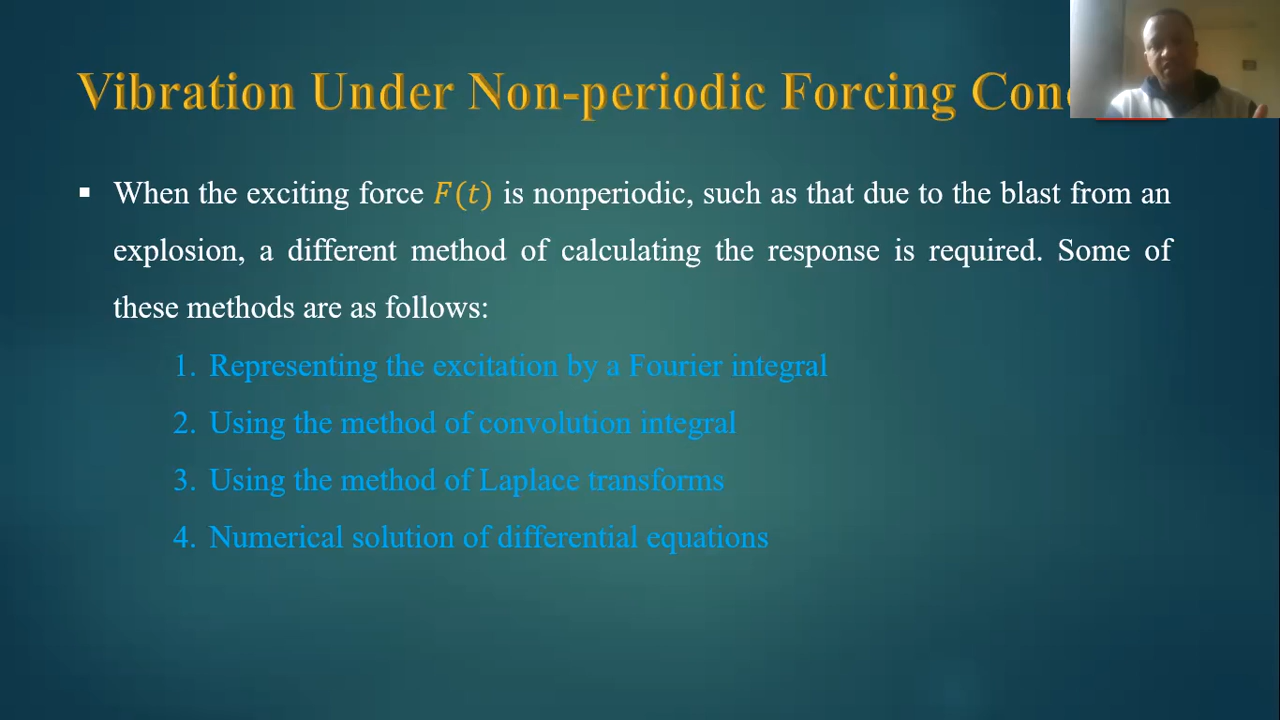 Vibration Under Non-periodic Forcing
▪ When the exciting force F(t) is nonperiodic, such as that due to the blast from an
explosion, a different method of calculating the response is required. Some of
these methods are as follows:
1. Representing the excitation by a Fourier integral
2. Using the method of convolution integral
3. Using the method of Laplace transforms
4. Numerical solution of differential equations